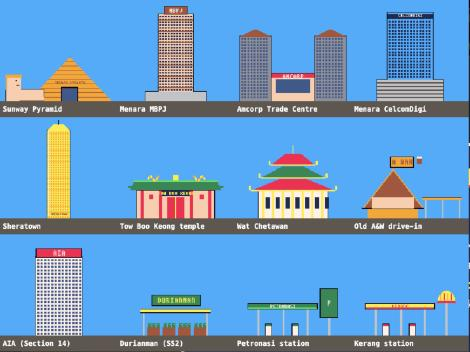 MBPJ
CELCOMDIGI
AMCORP
Sunway Pyramid
Menara MBPJ
Amcorp Trade Centre
Menara CelcomDigi
Sheratown
Tow Boo Keong temple
Wat Chetawan
Old A&W drive-in
AIA
DURIANMAN
P
AIA (Section 14)
Durianman (SS2)
Petronasi station
Kerang station